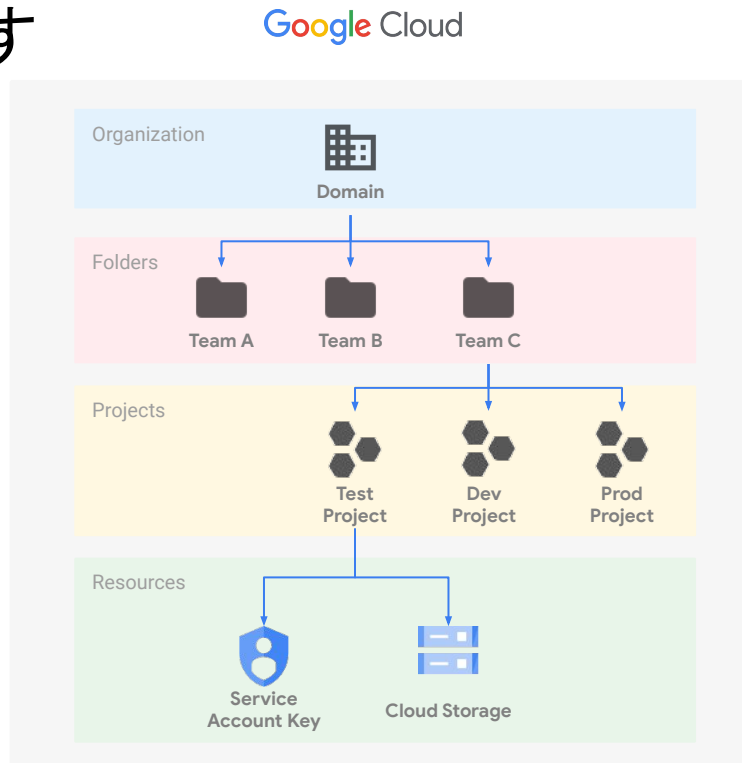 す
Google Cloud
Organization
Domain
Folders
Team A
Team B
Team C
Projects
Test
Project
Dev
Project
Prod
Project
Resources
Service
Account Key
Cloud Storage